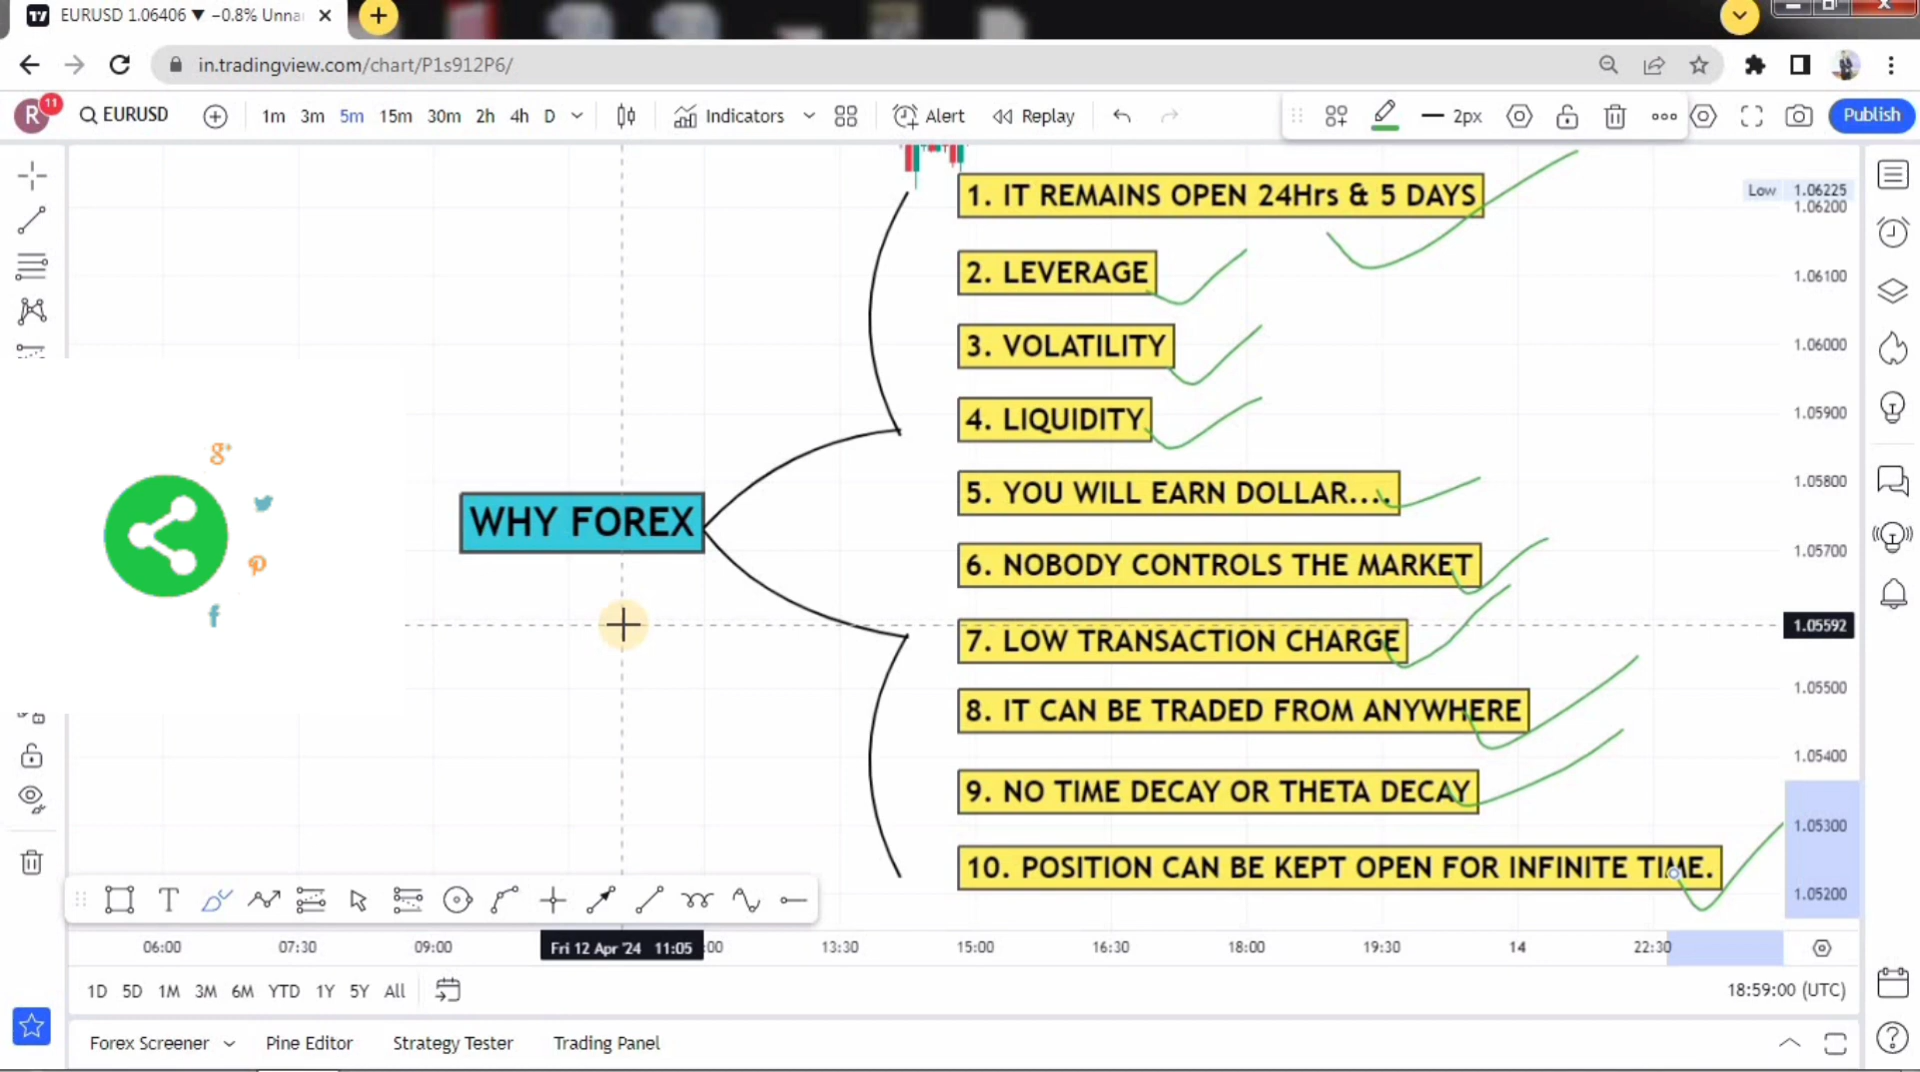 EURUSD 1.06406 ▼ −0.8% Unna
in.tradingview.com/chart/P1s912P6/
R 11 EURUSD 1m 3m 5m 15m 30m 2h 4h D Indicators Alert Replay 2px Publish
1. IT REMAINS OPEN 24Hrs & 5 DAYS
2. LEVERAGE
3. VOLATILITY
4. LIQUIDITY
5. YOU WILL EARN DOLLAR....
WHY FOREX
6. NOBODY CONTROLS THE MARKET
7. LOW TRANSACTION CHARGE
8. IT CAN BE TRADED FROM ANYWHERE
9. NO TIME DECAY OR THETA DECAY
10. POSITION CAN BE KEPT OPEN FOR INFINITE TIME.
Low 1.06225
1.06200
1.06100
1.06000
1.05900
1.05800
1.05700
1.05592
1.05500
1.05400
1.05300
1.05200
06:00 07:30 09:00 Fri 12 Apr '24 11:05 :00 13:30 15:00 16:30 18:00 19:30 14 22:30
1D 5D 1M 3M 6M YTD 1Y 5Y All 18:59:00 (UTC)
Forex Screener Pine Editor Strategy Tester Trading Panel